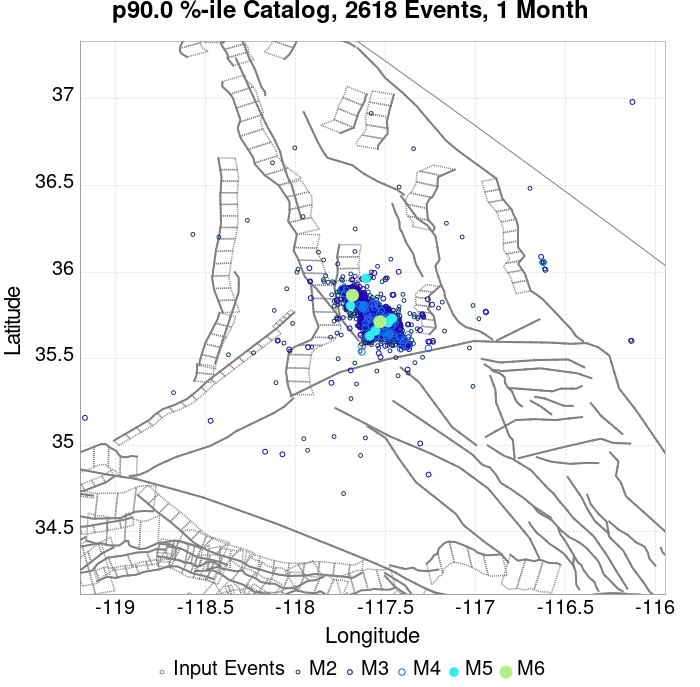 p90.0 %-ile Catalog, 2618 Events, 1 Month
37
36.5
36
35.5
35
34.5
Latitude
-119 -118.5 -118 -117.5 -117 -116.5 -116
Longitude
Input Events M2 M3 M4 M5 M6